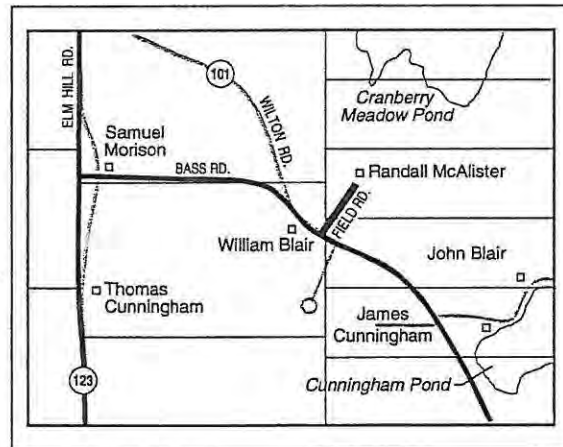 ELM HILL RD.
101
WILTON RD.
Cranberry
Meadow Pond
Samuel
Morison
BASS RD.
Randall McAlister
FIELD RD.
William Blair
John Blair
Thomas
Cunningham
James
Cunningham
Cunningham Pond
123